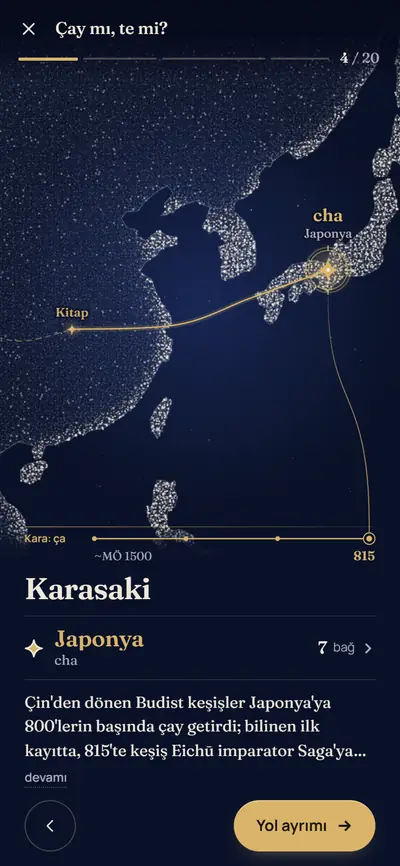 Çay mı, te mi?
4 / 20
cha
Japonya
Kitap
Kara: ça
~MÖ 1500
815
Karasaki
Japonya
7 bağ
cha
Çin'den dönen Budist keşişler Japonya'ya
800'lerin başında çay getirdi; bilinen ilk
kayıtta, 815'te keşiş Eichū imparator Saga'ya...
devamı
Yol ayrımı